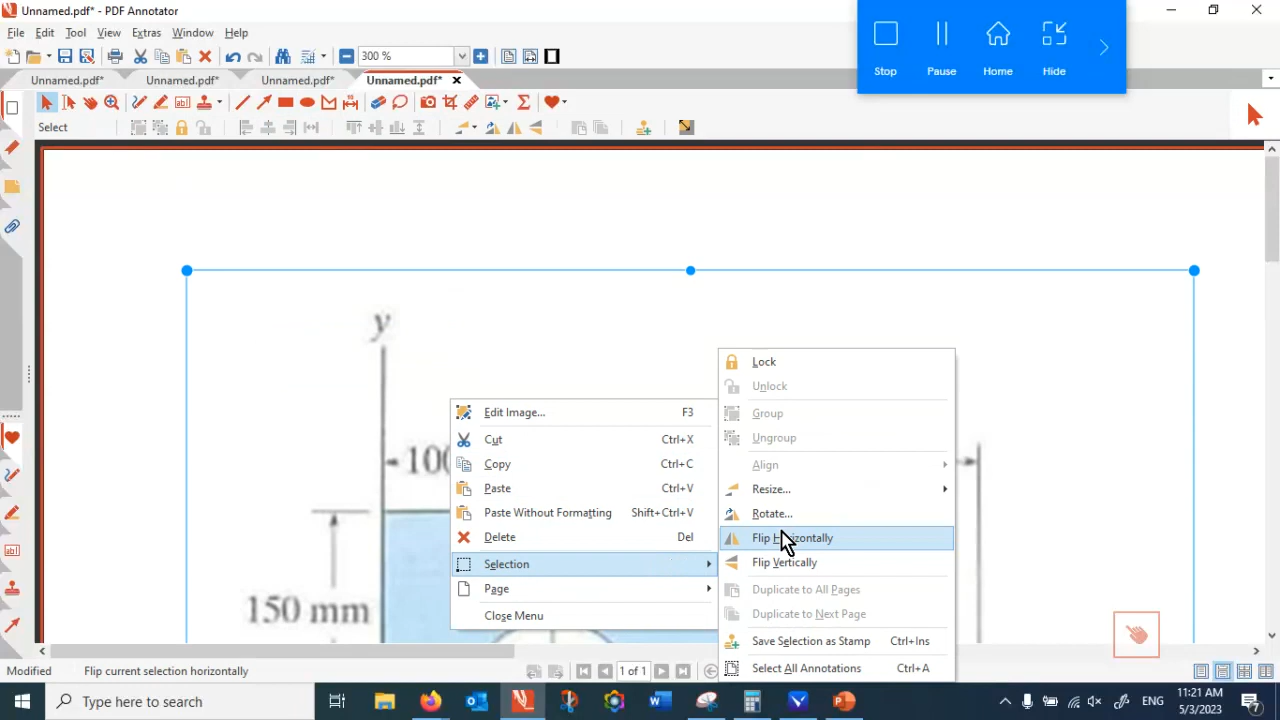 Unnamed.pdf* - PDF Annotator
File Edit Tool View Extras Window Help
300 %
Unnamed.pdf* Unnamed.pdf* Unnamed.pdf* Unnamed.pdf*
Select
Stop Pause Home Hide
y
100
150 mm
Edit Image... F3
Cut Ctrl+X
Copy Ctrl+C
Paste Ctrl+V
Paste Without Formatting Shift+Ctrl+V
Delete Del
Selection
Page
Close Menu
Lock
Unlock
Group
Ungroup
Align
Resize...
Rotate...
Flip Horizontally
Flip Vertically
Duplicate to All Pages
Duplicate to Next Page
Save Selection as Stamp Ctrl+Ins
Select All Annotations Ctrl+A
Modified Flip current selection horizontally 1 of 1
Type here to search
ENG
11:21 AM
5/3/2023
7